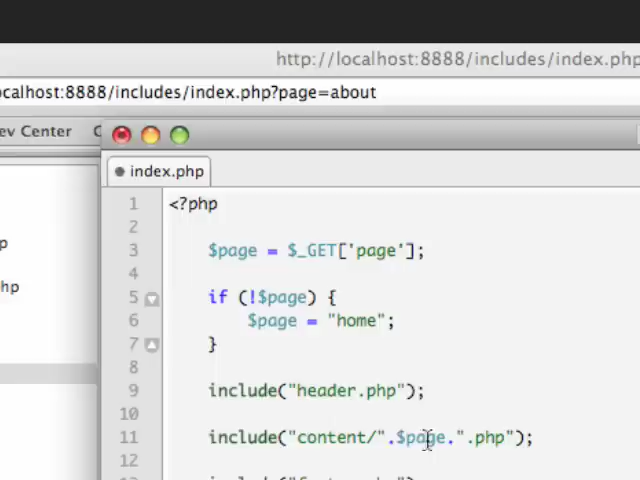 http://localhost:8888/includes/index.php
ocalhost:8888/includes/index.php?page=about
ev Center
index.php
1 <?php
2
3 $page = $_GET['page'];
4
5 if (!$page) {
6 $page = "home";
7 }
8
9 include("header.php");
10
11 include("content/".$page.".php");
12